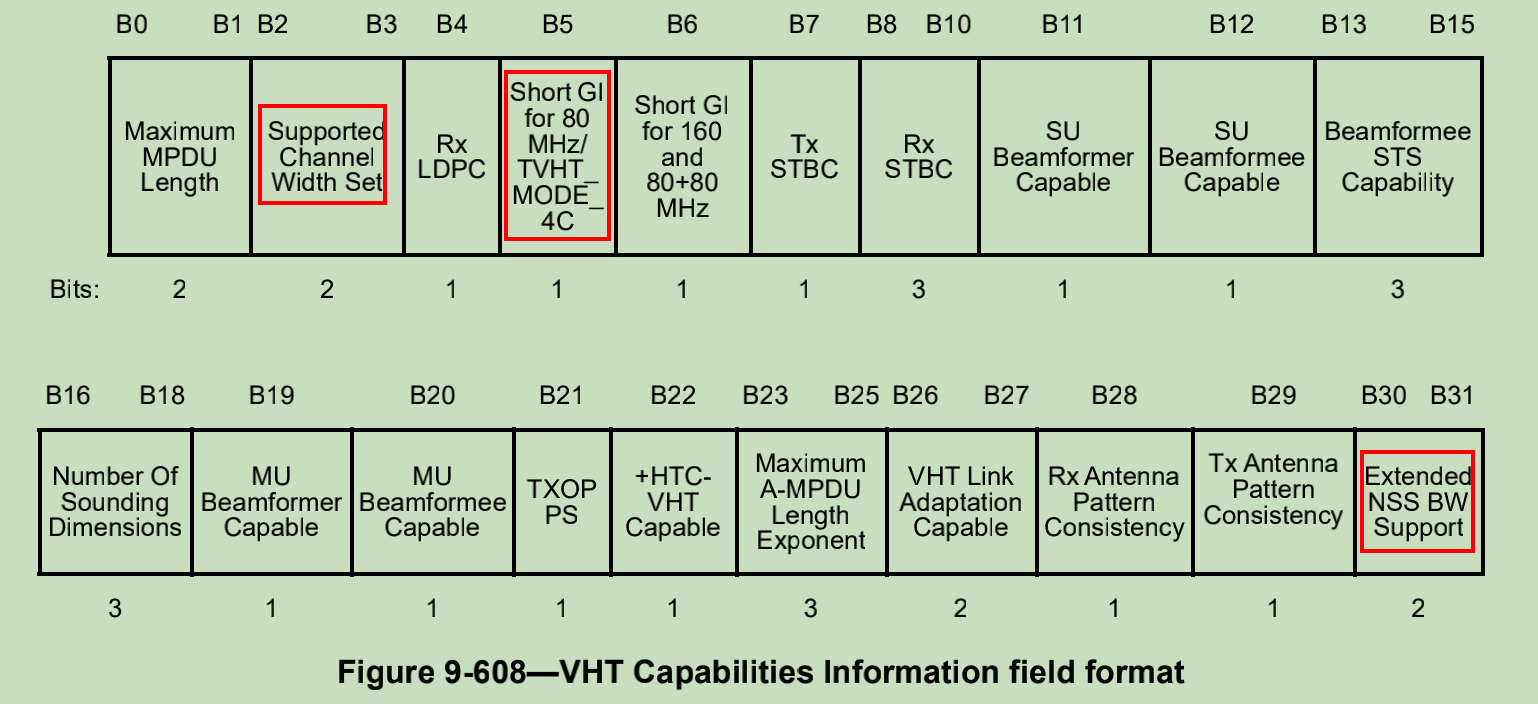 B0 B1 B2 B3 B4 B5 B6 B7 B8 B10 B11 B12 B13 B15
Maximum
MPDU
Length
Supported
Channel
Width Set
Rx
LDPC
Short GI
for 80
MHz/
TVHT_
MODE_
4C
Short GI
for 160
and
80+80
MHz
Tx
STBC
Rx
STBC
SU
Beamformer
Capable
SU
Beamformee
Capable
Beamformee
STS
Capability
Bits: 2 2 1 1 1 1 3 1 1 3
B16 B18 B19 B20 B21 B22 B23 B25 B26 B27 B28 B29 B30 B31
Number Of
Sounding
Dimensions
MU
Beamformer
Capable
MU
Beamformee
Capable
TXOP
PS
+HTC-
VHT
Capable
Maximum
A-MPDU
Length
Exponent
VHT Link
Adaptation
Capable
Rx Antenna
Pattern
Consistency
Tx Antenna
Pattern
Consistency
Extended
NSS BW
Support
3 1 1 1 1 3 2 1 1 2
Figure 9-608—VHT Capabilities Information field format